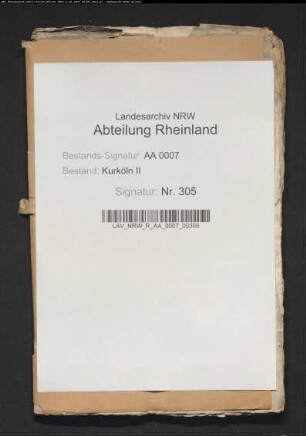 Landesarchiv NRW
Abteilung Rheinland
Bestands-Signatur: AA 0007
Bestand: Kurköln II
Signatur: Nr. 305
LAV_NRW_R_AA_0007_00305